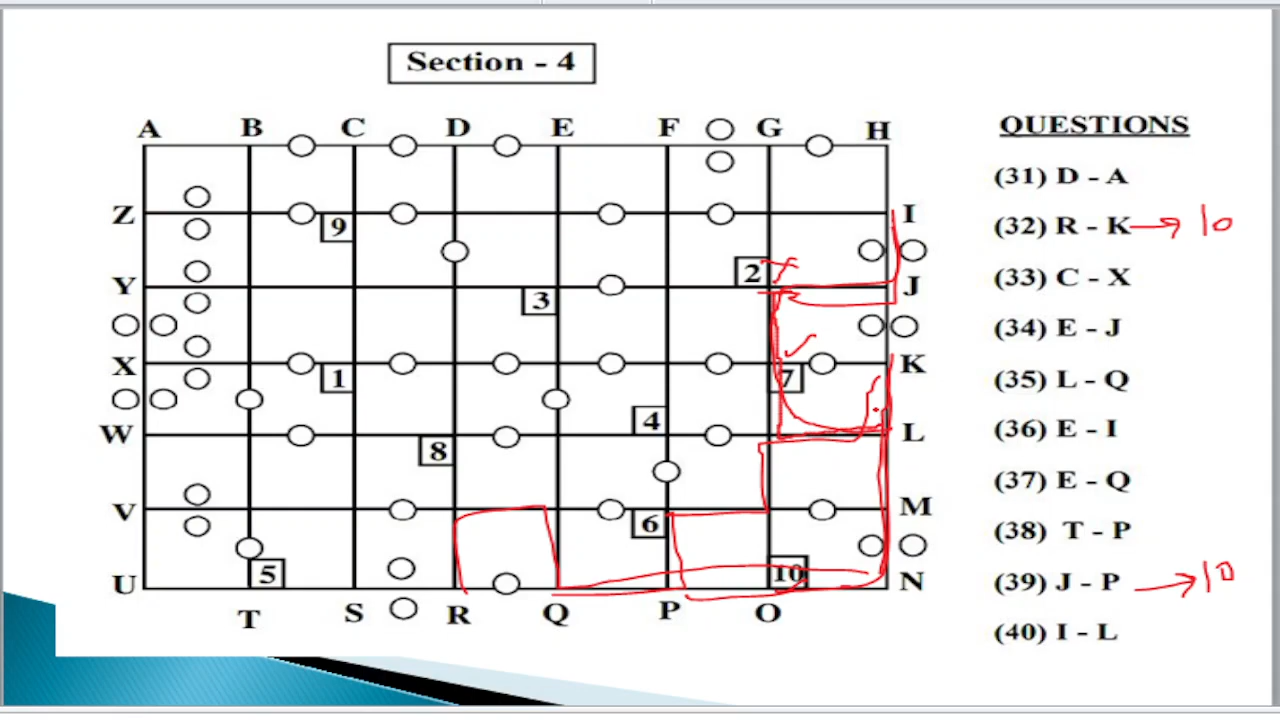 Section - 4
A B C D E F G H
QUESTIONS
(31) D - A
Z 9 I
(32) R - K → 10
Y 2 J
(33) C - X
3
(34) E - J
X 1 7 K
(35) L - Q
W 8 4 L
(36) E - I
(37) E - Q
V 6 M
(38) T - P
U 5 10 N
(39) J - P → 10
T S R Q P O
(40) I - L